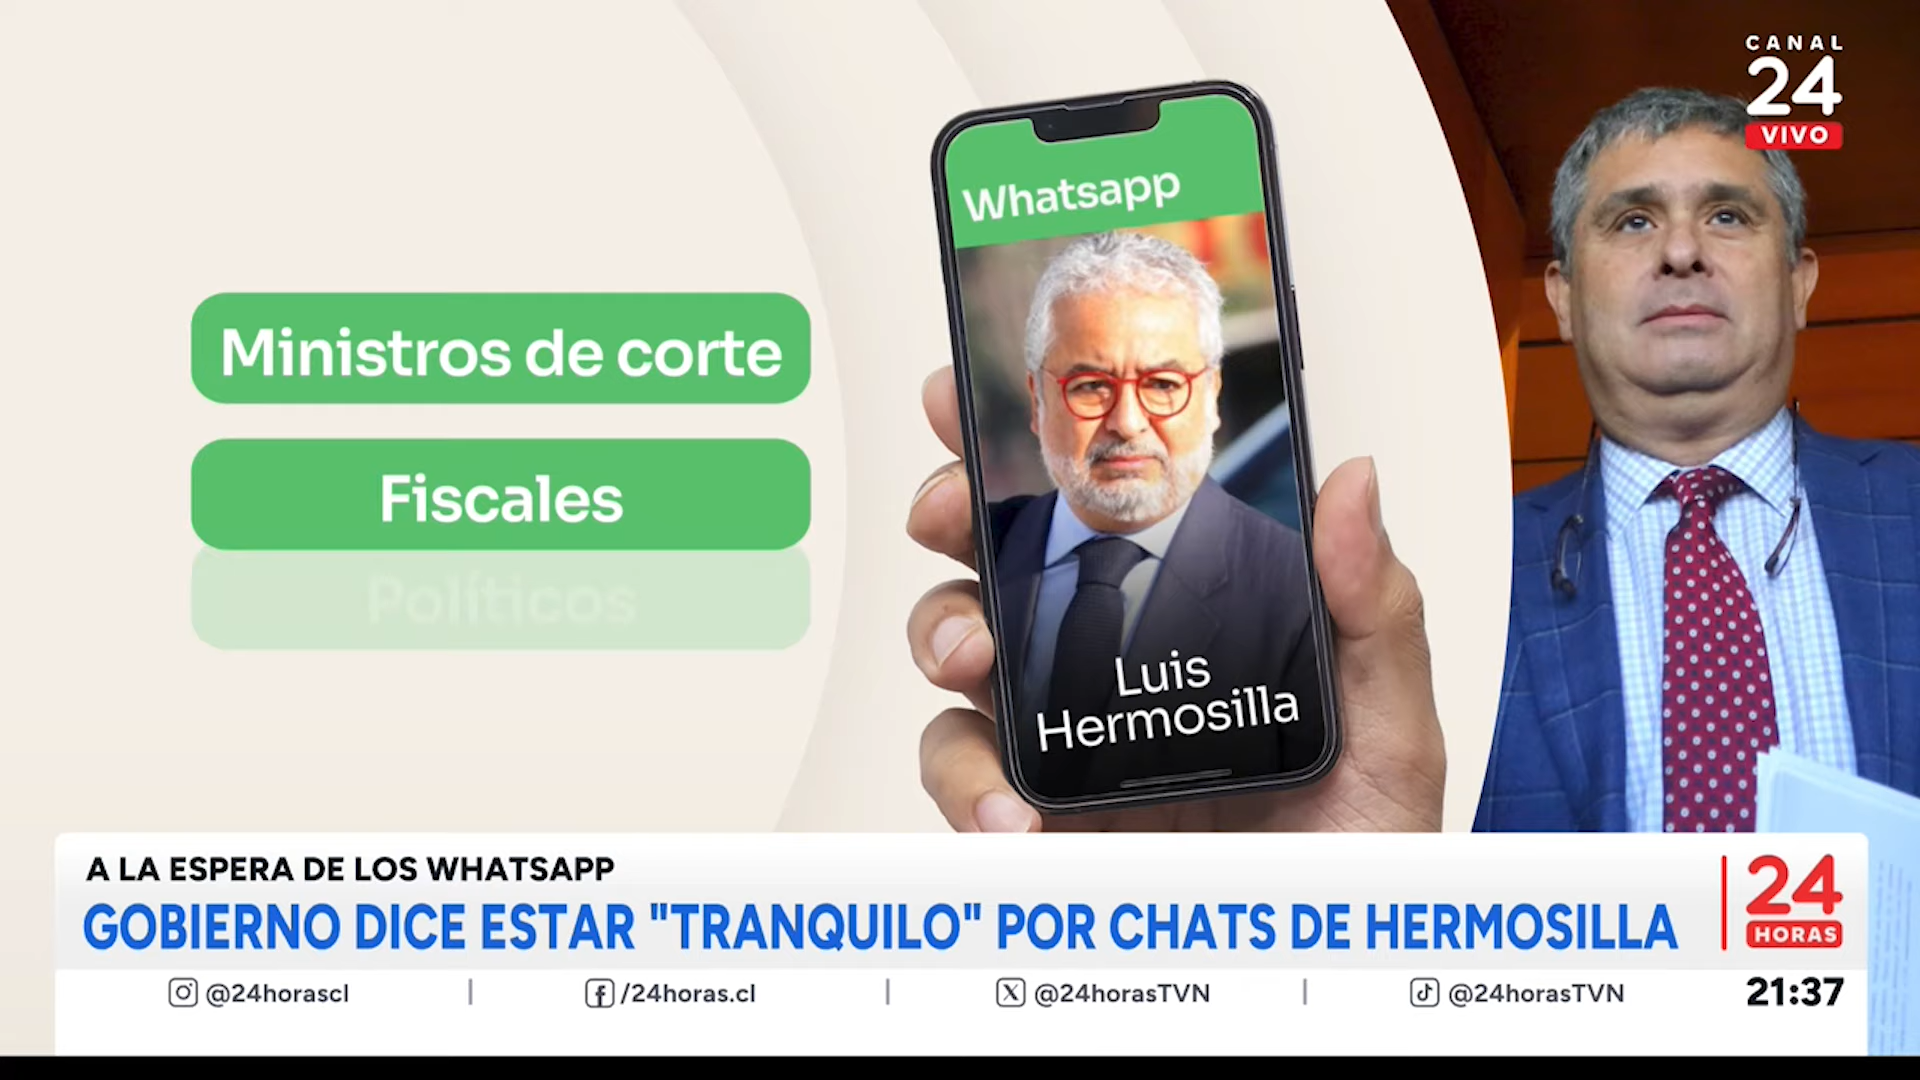 CANAL
24
VIVO
Whatsapp
Ministros de corte
Fiscales
Políticos
Luis
Hermosilla
A LA ESPERA DE LOS WHATSAPP
GOBIERNO DICE ESTAR "TRANQUILO" POR CHATS DE HERMOSILLA
24
HORAS
@24horascl | /24horas.cl | @24horasTVN | @24horasTVN
21:37